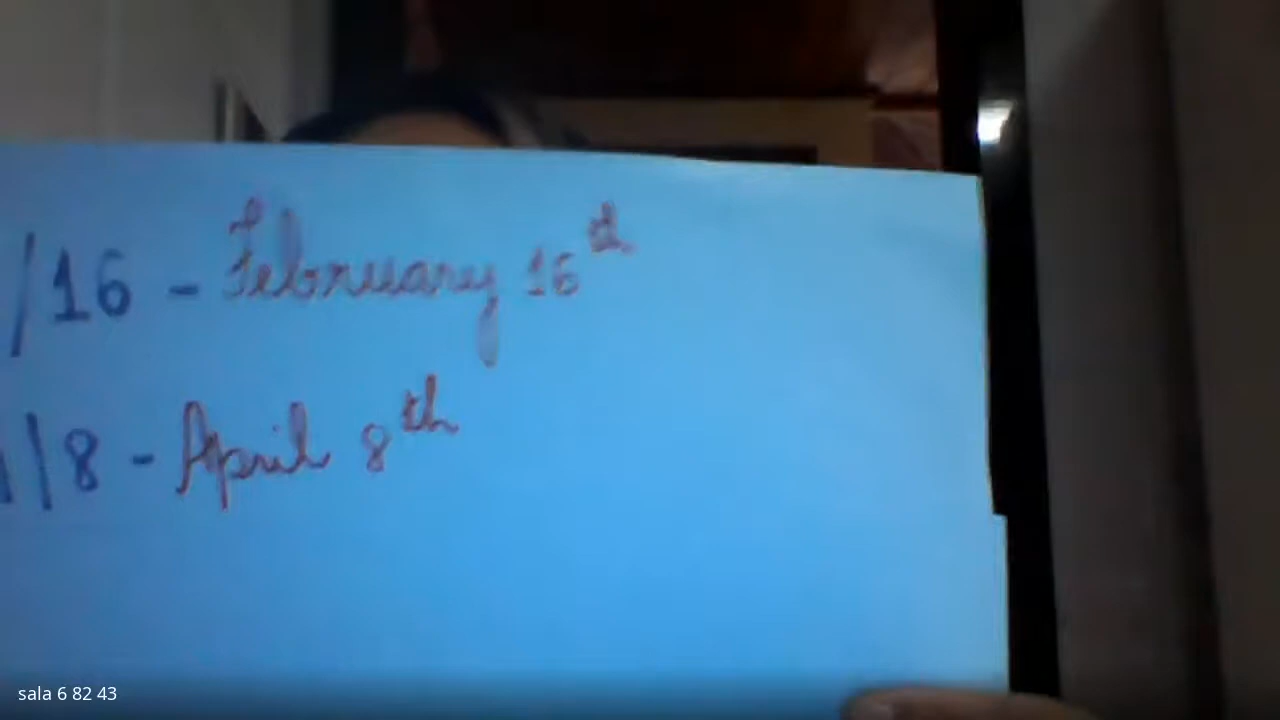 /16 - February 16th
/8 - April 8th
sala 6 82 43